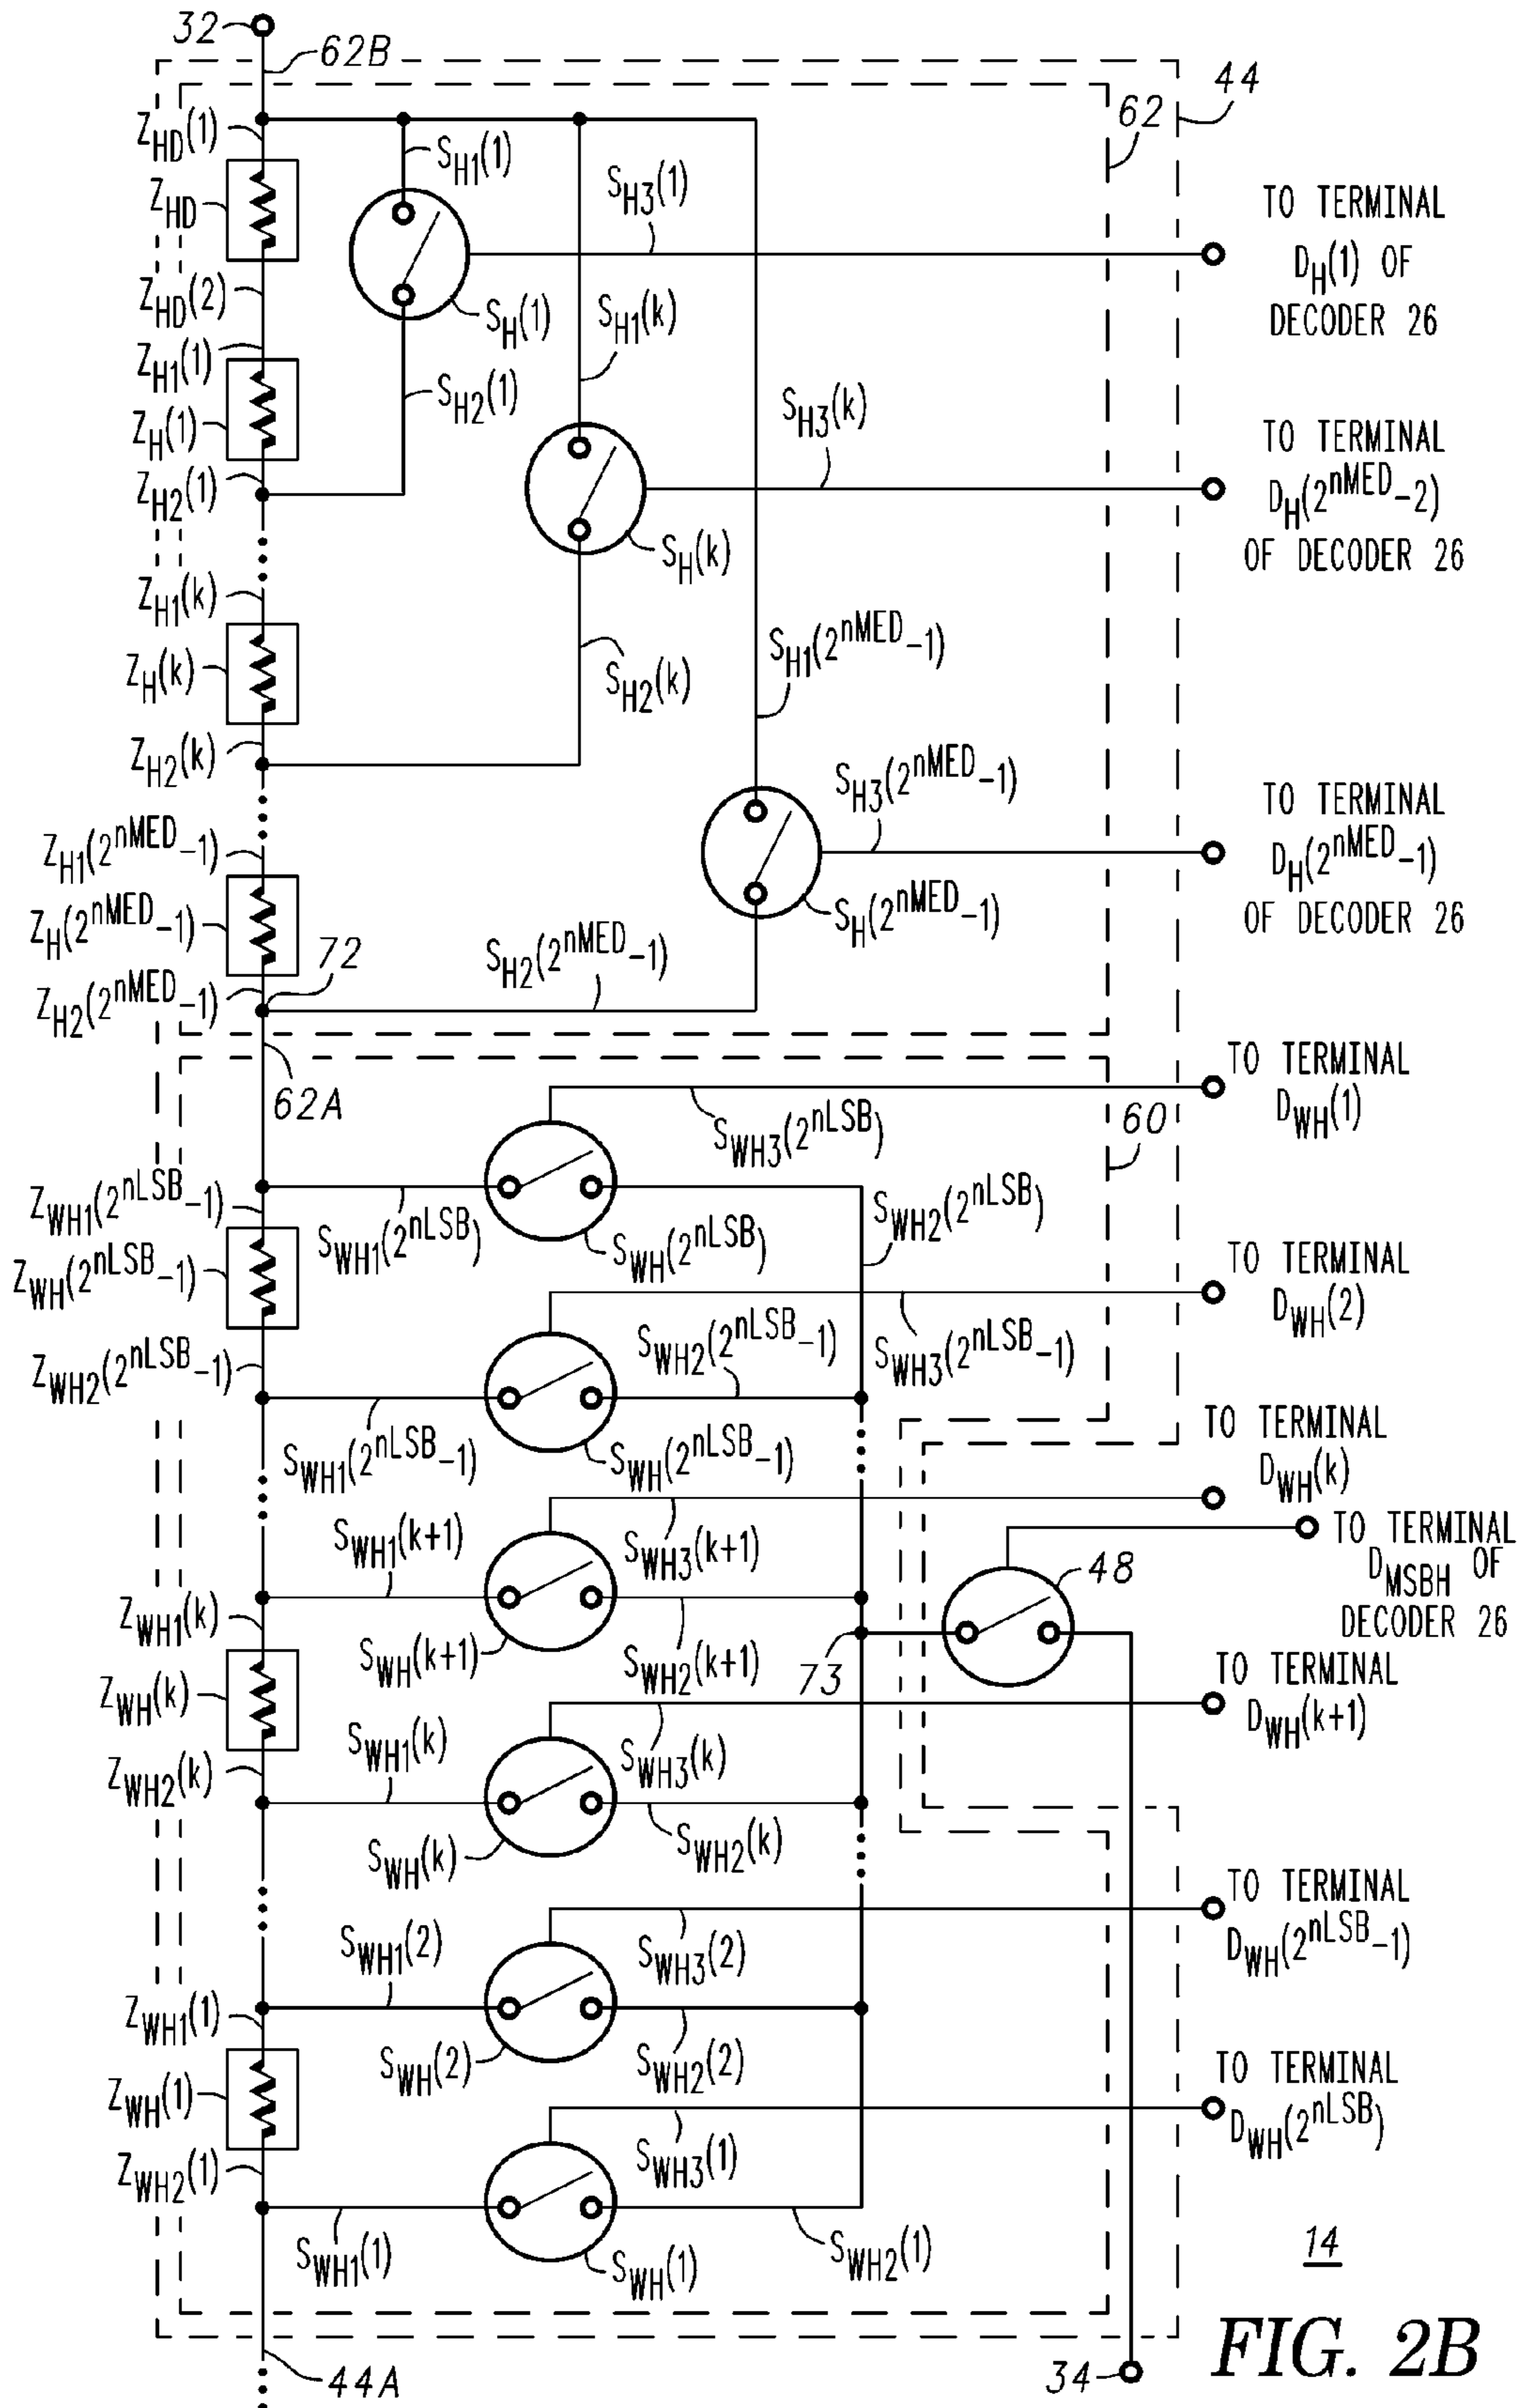 32
62B
44
62
Z_HD(1)
S_H1(1)
S_H3(1)
Z_HD
TO TERMINAL
D_H(1) OF
DECODER 26
Z_HD(2)
S_H(1)
S_H1(k)
Z_H1(1)
S_H2(1)
S_H3(k)
Z_H(1)
TO TERMINAL
D_H(2^nMED-2)
OF DECODER 26
Z_H2(1)
S_H(k)
Z_H1(k)
S_H1(2^nMED-1)
Z_H(k)
S_H2(k)
Z_H2(k)
S_H3(2^nMED-1)
TO TERMINAL
D_H(2^nMED-1)
OF DECODER 26
Z_H1(2^nMED-1)
Z_H(2^nMED-1)
S_H(2^nMED-1)
72
S_H2(2^nMED-1)
Z_H2(2^nMED-1)
62A
TO TERMINAL
D_WH(1)
60
S_WH3(2^nLSB)
Z_WH1(2^nLSB-1)
S_WH1(2^nLSB)
S_WH(2^nLSB)
S_WH2(2^nLSB)
Z_WH(2^nLSB-1)
TO TERMINAL
D_WH(2)
Z_WH2(2^nLSB-1)
S_WH2(2^nLSB-1)
S_WH3(2^nLSB-1)
S_WH1(2^nLSB-1)
S_WH(2^nLSB-1)
TO TERMINAL
D_WH(k)
S_WH1(k+1)
S_WH3(k+1)
48
TO TERMINAL
D_MSBH OF
DECODER 26
Z_WH1(k)
S_WH(k+1)
S_WH2(k+1)
73
Z_WH(k)
TO TERMINAL
D_WH(k+1)
S_WH1(k)
S_WH3(k)
Z_WH2(k)
S_WH(k)
S_WH2(k)
TO TERMINAL
D_WH(2^nLSB-1)
S_WH1(2)
S_WH3(2)
Z_WH1(1)
S_WH(2)
S_WH2(2)
Z_WH(1)
TO TERMINAL
D_WH(2^nLSB)
Z_WH2(1)
S_WH3(1)
S_WH1(1)
S_WH(1)
S_WH2(1)
14
44A
34
FIG. 2B